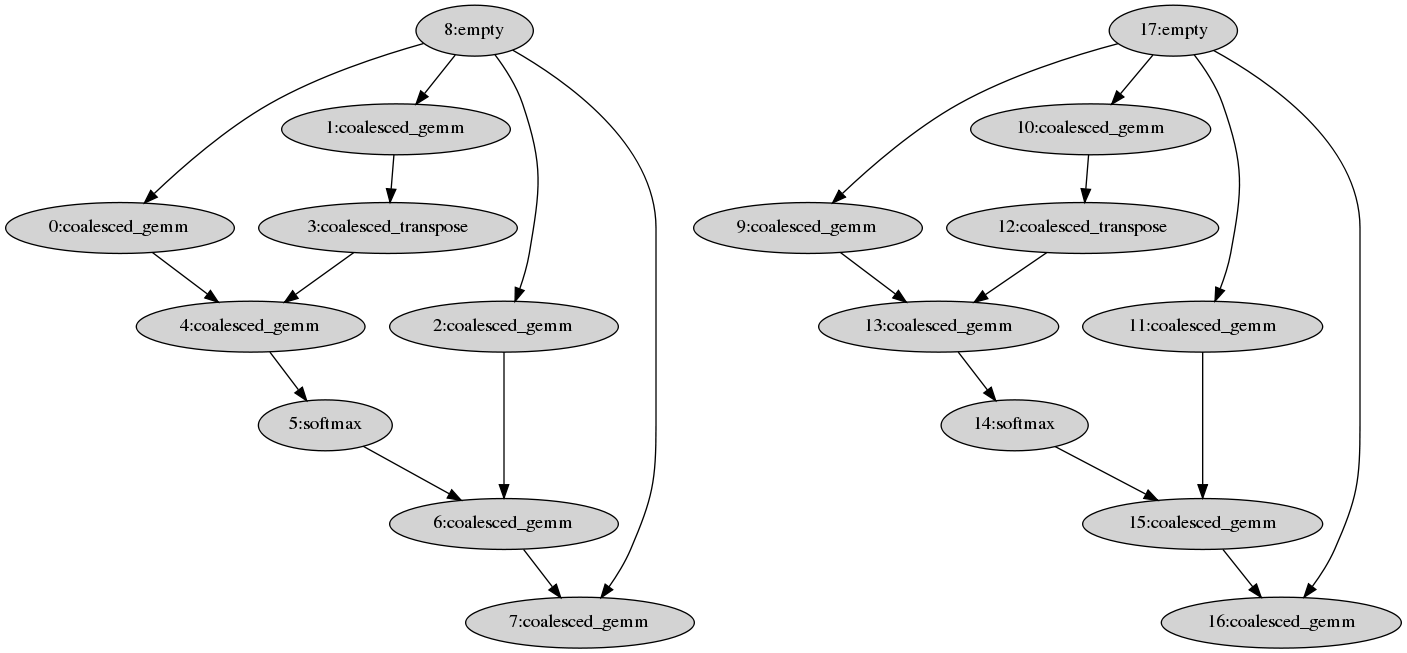 8:empty
17:empty
1:coalesced_gemm
10:coalesced_gemm
0:coalesced_gemm
3:coalesced_transpose
9:coalesced_gemm
12:coalesced_transpose
4:coalesced_gemm
2:coalesced_gemm
13:coalesced_gemm
11:coalesced_gemm
5:softmax
14:softmax
6:coalesced_gemm
15:coalesced_gemm
7:coalesced_gemm
16:coalesced_gemm